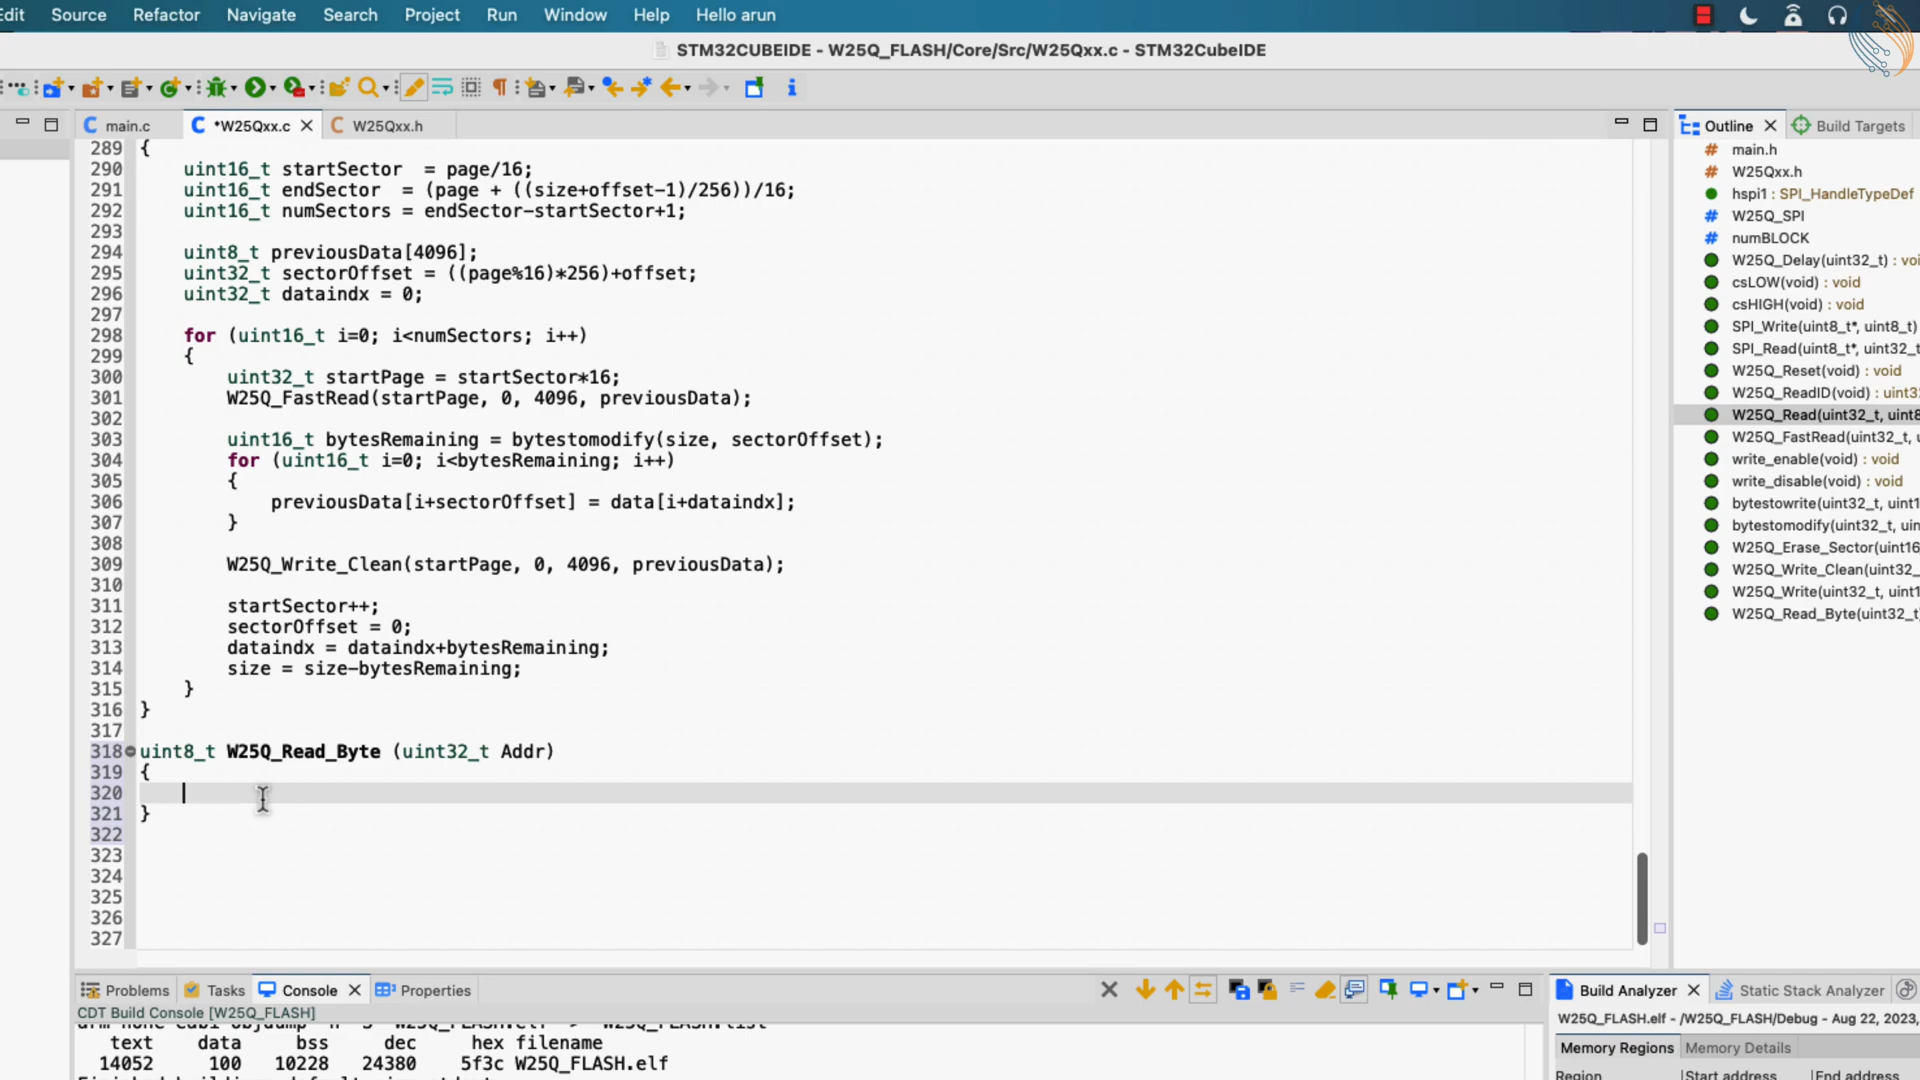 Edit Source Refactor Navigate Search Project Run Window Help Hello arun
STM32CUBEIDE - W25Q_FLASH/Core/Src/W25Qxx.c - STM32CubeIDE
main.c *W25Qxx.c W25Qxx.h
289 {
290 uint16_t startSector  = page/16;
291 uint16_t endSector  = (page + ((size+offset-1)/256))/16;
292 uint16_t numSectors = endSector-startSector+1;
293
294 uint8_t previousData[4096];
295 uint32_t sectorOffset = ((page%16)*256)+offset;
296 uint32_t dataindx = 0;
297
298 for (uint16_t i=0; i<numSectors; i++)
299 {
300 uint32_t startPage = startSector*16;
301 W25Q_FastRead(startPage, 0, 4096, previousData);
302
303 uint16_t bytesRemaining = bytestomodify(size, sectorOffset);
304 for (uint16_t i=0; i<bytesRemaining; i++)
305 {
306 previousData[i+sectorOffset] = data[i+dataindx];
307 }
308
309 W25Q_Write_Clean(startPage, 0, 4096, previousData);
310
311 startSector++;
312 sectorOffset = 0;
313 dataindx = dataindx+bytesRemaining;
314 size = size-bytesRemaining;
315 }
316 }
317
318 uint8_t W25Q_Read_Byte (uint32_t Addr)
319 {
320
321 }
322
323
324
325
326
327
Outline Build Targets
main.h
W25Qxx.h
hspi1 : SPI_HandleTypeDef
W25Q_SPI
numBLOCK
W25Q_Delay(uint32_t) : voi
csLOW(void) : void
csHIGH(void) : void
SPI_Write(uint8_t*, uint8_t)
SPI_Read(uint8_t*, uint32_t
W25Q_Reset(void) : void
W25Q_ReadID(void) : uint32
W25Q_Read(uint32_t, uint8
W25Q_FastRead(uint32_t, u
write_enable(void) : void
write_disable(void) : void
bytestowrite(uint32_t, uint1
bytestomodify(uint32_t, uin
W25Q_Erase_Sector(uint16
W25Q_Write_Clean(uint32_
W25Q_Write(uint32_t, uint1
W25Q_Read_Byte(uint32_t
Problems Tasks Console Properties
CDT Build Console [W25Q_FLASH]
text data bss dec hex filename
14052 100 10228 24380 5f3c W25Q_FLASH.elf
Build Analyzer Static Stack Analyzer
W25Q_FLASH.elf - /W25Q_FLASH/Debug - Aug 22, 2023,
Memory Regions Memory Details
Region Start address End address